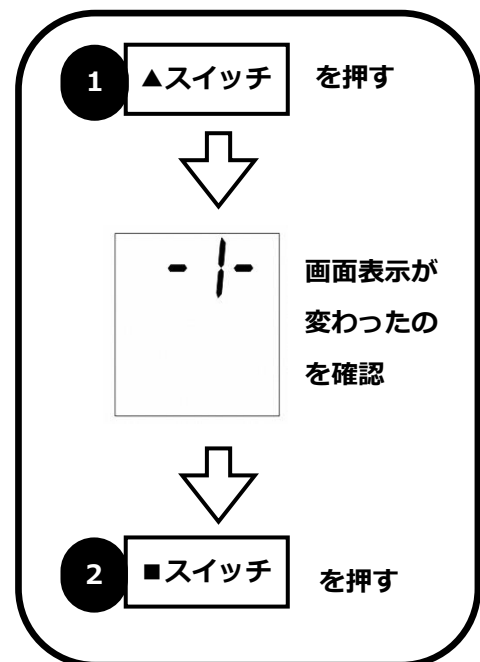 1 ▲スイッチ を押す
- 1 -
画面表示が
変わったの
を確認
2 ■スイッチ を押す